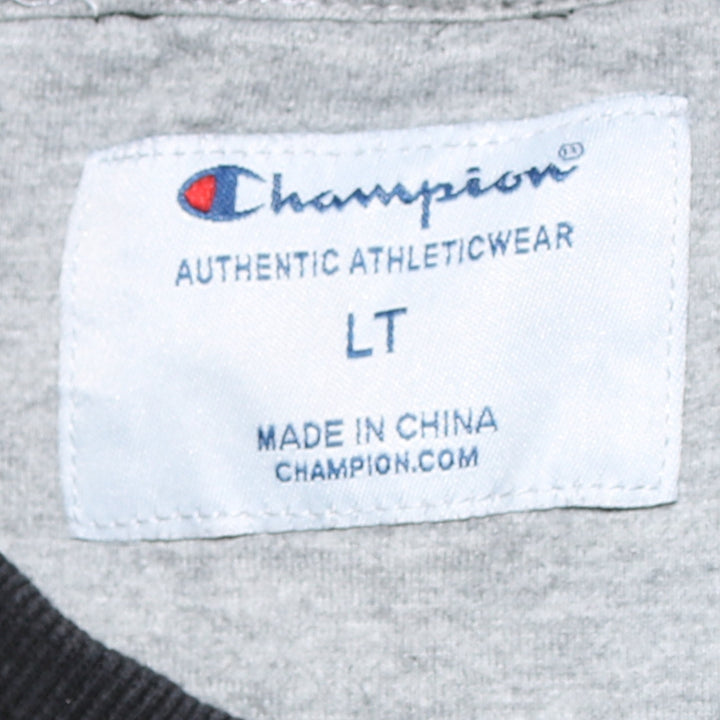 Champion
AUTHENTIC ATHLETICWEAR
LT
MADE IN CHINA
CHAMPION.COM